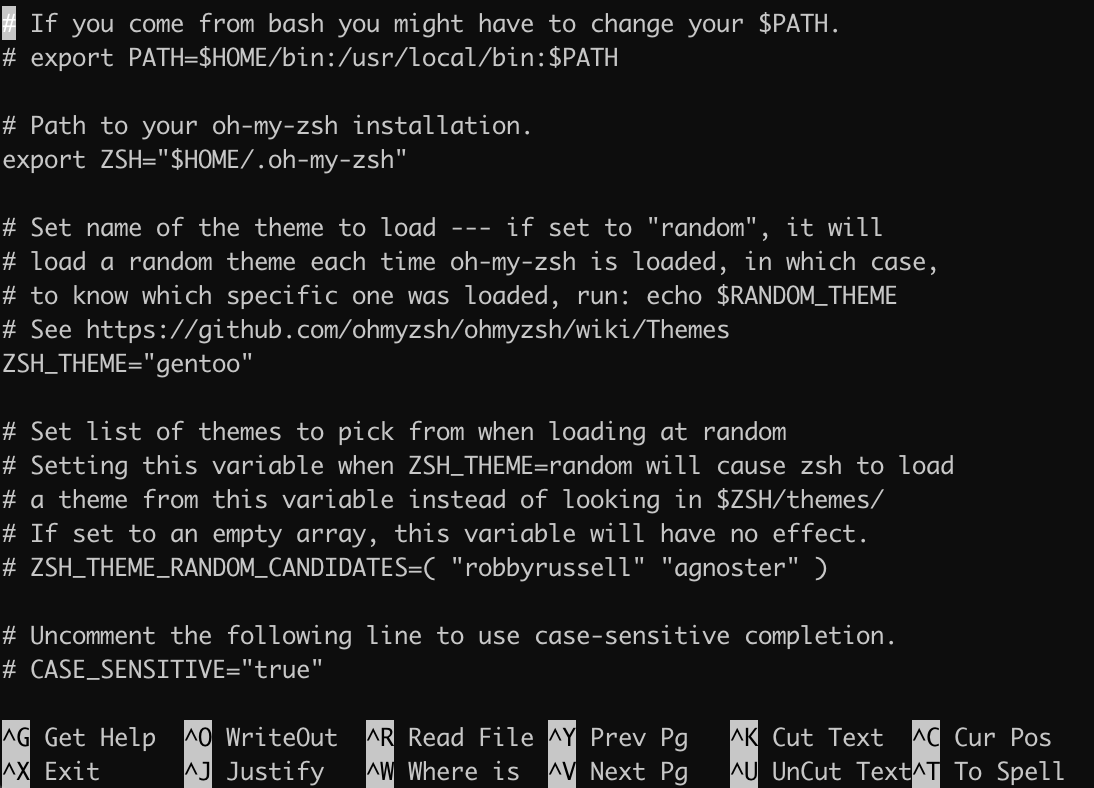 # If you come from bash you might have to change your $PATH.
# export PATH=$HOME/bin:/usr/local/bin:$PATH
# Path to your oh-my-zsh installation.
export ZSH="$HOME/.oh-my-zsh"
# Set name of the theme to load --- if set to "random", it will
# load a random theme each time oh-my-zsh is loaded, in which case,
# to know which specific one was loaded, run: echo $RANDOM_THEME
# See https://github.com/ohmyzsh/ohmyzsh/wiki/Themes
ZSH_THEME="gentoo"
# Set list of themes to pick from when loading at random
# Setting this variable when ZSH_THEME=random will cause zsh to load
# a theme from this variable instead of looking in $ZSH/themes/
# If set to an empty array, this variable will have no effect.
# ZSH_THEME_RANDOM_CANDIDATES=( "robbyrussell" "agnoster" )
# Uncomment the following line to use case-sensitive completion.
# CASE_SENSITIVE="true"
^G Get Help ^O WriteOut ^R Read File ^Y Prev Pg ^K Cut Text ^C Cur Pos
^X Exit ^J Justify ^W Where is ^V Next Pg ^U UnCut Text^T To Spell